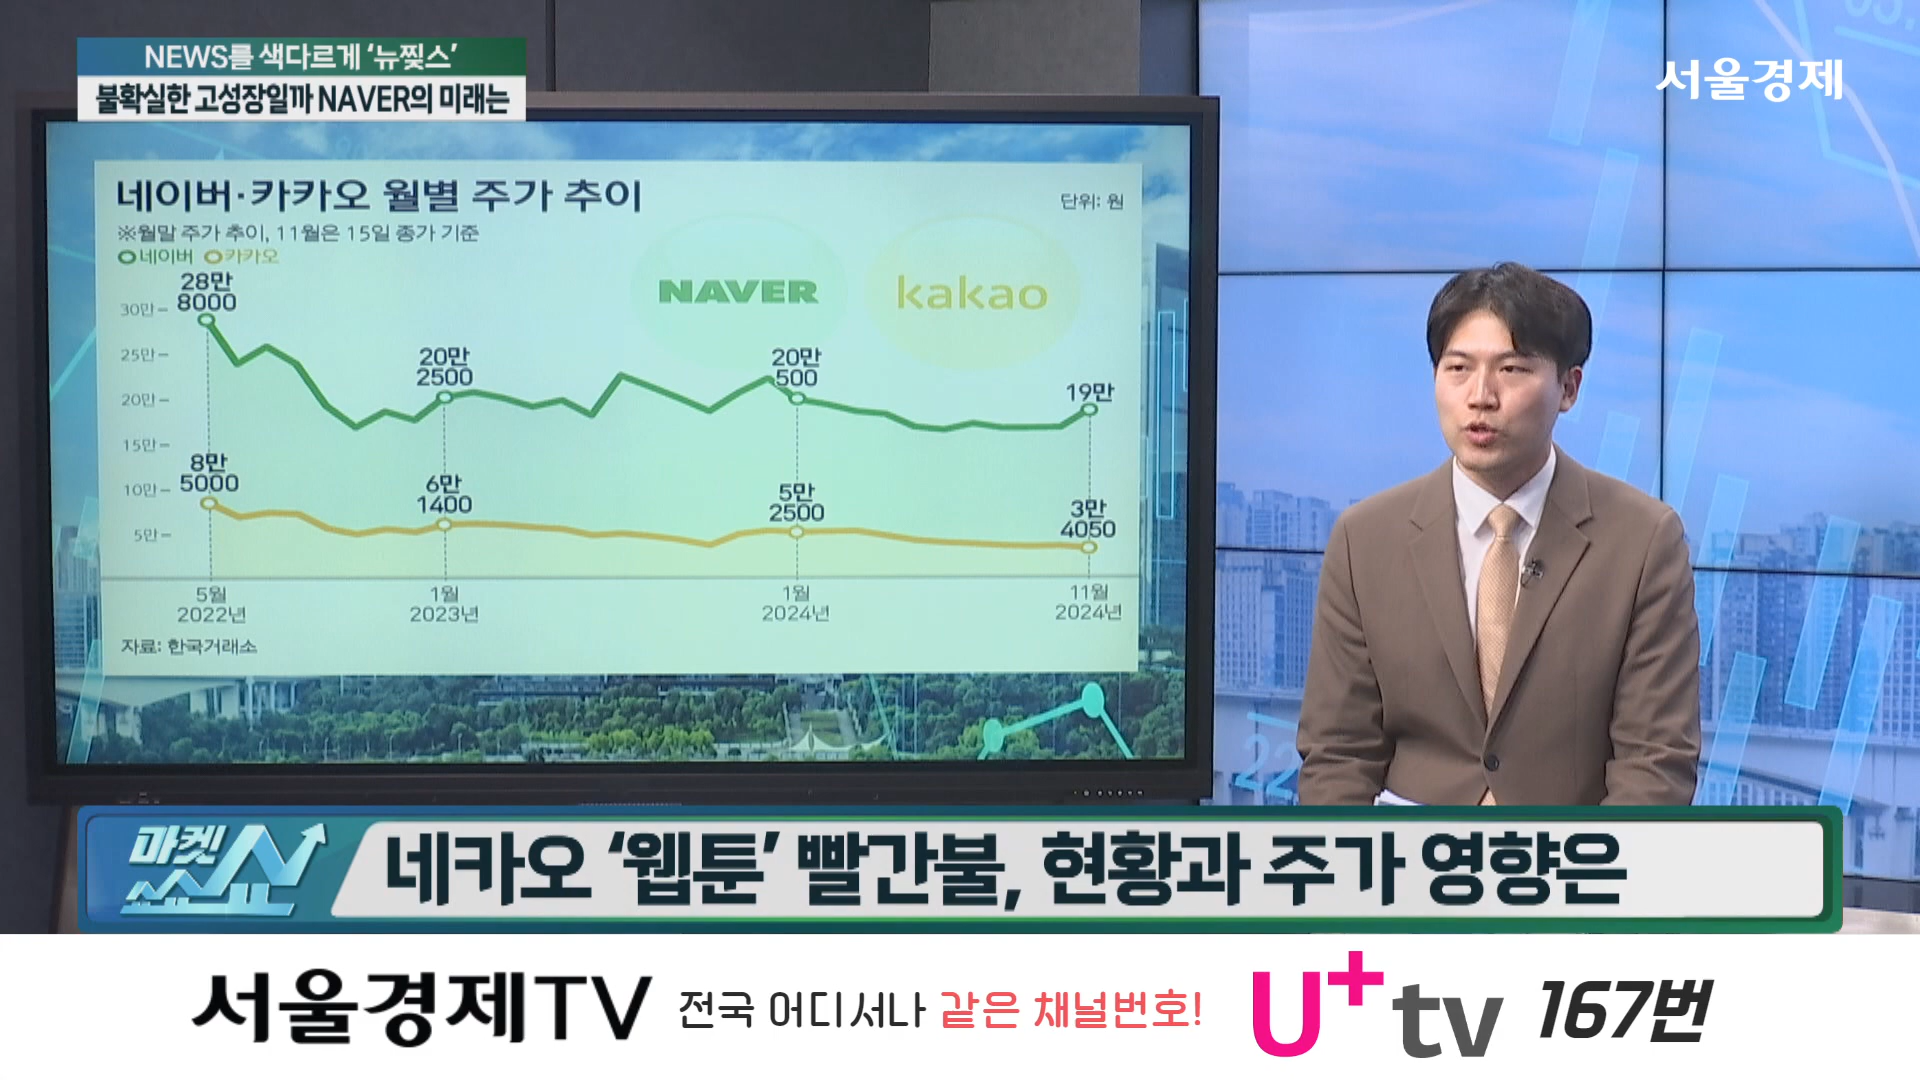 NEWS를 색다르게 ‘뉴찢스’
불확실한 고성장일까 NAVER의 미래는
서울경제
네이버·카카오 월별 주가 추이
단위: 원
※월말 주가 추이, 11월은 15일 종가 기준
네이버 카카오
NAVER
kakao
28만
8000
20만
2500
20만
500
19만
30만
25만
20만
15만
10만
5만
8만
5000
6만
1400
5만
2500
3만
4050
5월
2022년
1월
2023년
1월
2024년
11월
2024년
자료: 한국거래소
22
마켓쇼
네카오 ‘웹툰’ 빨간불, 현황과 주가 영향은
서울경제TV 전국 어디서나 같은 채널번호! U+tv 167번